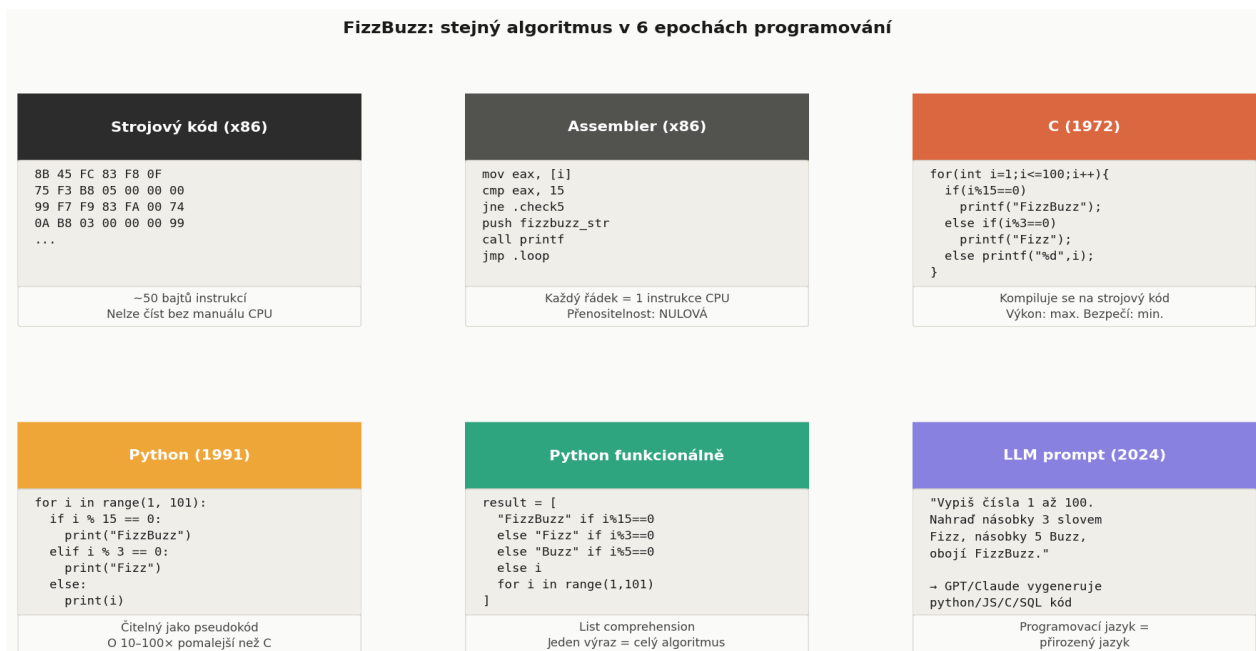 FizzBuzz: stejný algoritmus v 6 epochách programování
Strojový kód (x86)
8B 45 FC 83 F8 0F
75 F3 B8 05 00 00 00
99 F7 F9 83 FA 00 74
0A B8 03 00 00 00 99
...
~50 bajtů instrukcí
Nelze číst bez manuálu CPU
Assembler (x86)
mov eax, [i]
cmp eax, 15
jne .check5
push fizzbuzz_str
call printf
jmp .loop
Každý řádek = 1 instrukce CPU
Přenositelnost: NULOVÁ
C (1972)
for(int i=1;i<=100;i++){
  if(i%15==0)
    printf("FizzBuzz");
  else if(i%3==0)
    printf("Fizz");
  else printf("%d",i);
}
Kompiluje se na strojový kód
Výkon: max. Bezpečí: min.
Python (1991)
for i in range(1, 101):
  if i % 15 == 0:
    print("FizzBuzz")
  elif i % 3 == 0:
    print("Fizz")
  else:
    print(i)
Čitelný jako pseudokód
O 10–100× pomalejší než C
Python funkcionálně
result = [
  "FizzBuzz" if i%15==0
  else "Fizz" if i%3==0
  else "Buzz" if i%5==0
  else i
  for i in range(1,101)
]
List comprehension
Jeden výraz = celý algoritmus
LLM prompt (2024)
"Vypiš čísla 1 až 100.
Nahraď násobky 3 slovem
Fizz, násobky 5 Buzz,
obojí FizzBuzz."
→ GPT/Claude vygeneruje
python/JS/C/SQL kód
Programovací jazyk =
přirozený jazyk